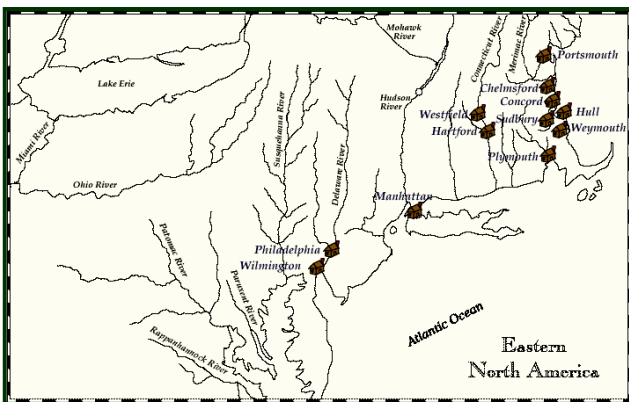 Mohawk
River
Connecticut River
Merimac River
Portsmouth
Lake Erie
Chelmsford
Concord
Hudson
River
Westfield
Sudbury
Hull
Hartford
Weymouth
Miami River
Susquehanna River
Plymouth
Delaware River
Ohio River
Manhattan
Potomac River
Philadelphia
Wilmington
Paruxent River
Rappanhannock River
Atlantic Ocean
Eastern
North America